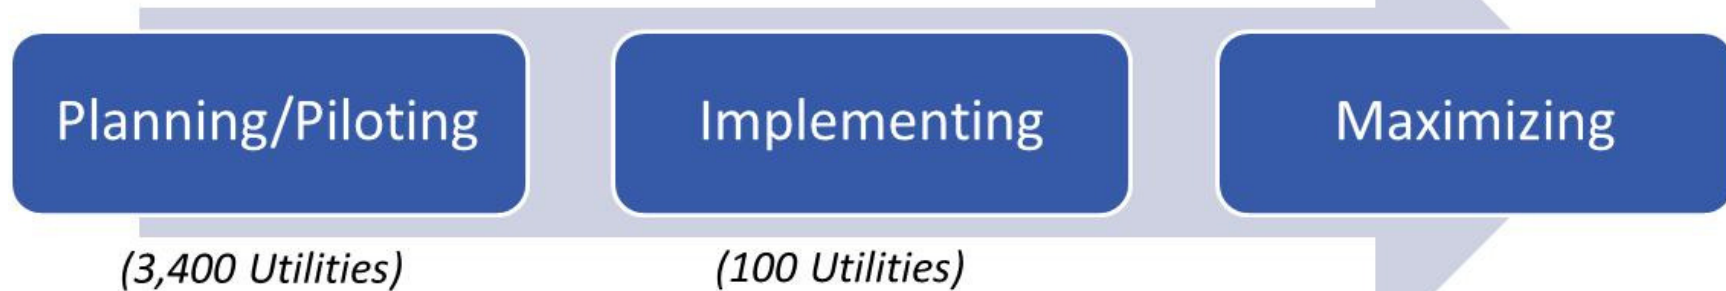 Planning/Piloting
Implementing
Maximizing
(3,400 Utilities)
(100 Utilities)